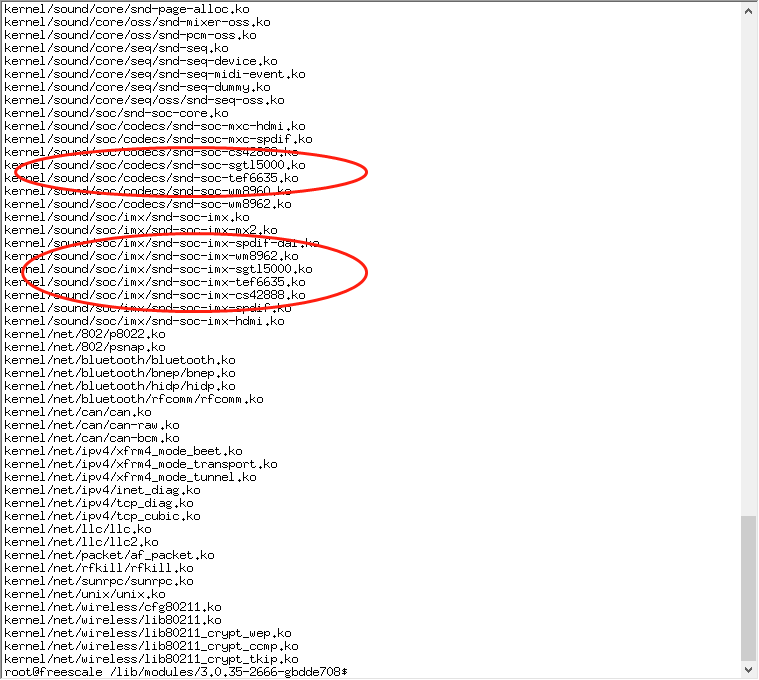 kernel/sound/core/snd-page-alloc.ko
kernel/sound/core/oss/snd-mixer-oss.ko
kernel/sound/core/oss/snd-pcm-oss.ko
kernel/sound/core/seq/snd-seq.ko
kernel/sound/core/seq/snd-seq-device.ko
kernel/sound/core/seq/snd-seq-midi-event.ko
kernel/sound/core/seq/snd-seq-dummy.ko
kernel/sound/core/seq/oss/snd-seq-oss.ko
kernel/sound/soc/snd-soc-core.ko
kernel/sound/soc/codecs/snd-soc-mxc-hdmi.ko
kernel/sound/soc/codecs/snd-soc-mxc-spdif.ko
kernel/sound/soc/codecs/snd-soc-cs42888.ko
kernel/sound/soc/codecs/snd-soc-sgtl5000.ko
kernel/sound/soc/codecs/snd-soc-tef6635.ko
kernel/sound/soc/codecs/snd-soc-wm8960.ko
kernel/sound/soc/codecs/snd-soc-wm8962.ko
kernel/sound/soc/imx/snd-soc-imx.ko
kernel/sound/soc/imx/snd-soc-imx-mx2.ko
kernel/sound/soc/imx/snd-soc-imx-spdif-dai.ko
kernel/sound/soc/imx/snd-soc-imx-wm8962.ko
kernel/sound/soc/imx/snd-soc-imx-sgtl5000.ko
kernel/sound/soc/imx/snd-soc-imx-tef6635.ko
kernel/sound/soc/imx/snd-soc-imx-cs42888.ko
kernel/sound/soc/imx/snd-soc-imx-spdif.ko
kernel/sound/soc/imx/snd-soc-imx-hdmi.ko
kernel/net/802/p8022.ko
kernel/net/802/psnap.ko
kernel/net/bluetooth/bluetooth.ko
kernel/net/bluetooth/bnep/bnep.ko
kernel/net/bluetooth/hidp/hidp.ko
kernel/net/bluetooth/rfcomm/rfcomm.ko
kernel/net/can/can.ko
kernel/net/can/can-raw.ko
kernel/net/can/can-bcm.ko
kernel/net/ipv4/xfrm4_mode_beet.ko
kernel/net/ipv4/xfrm4_mode_transport.ko
kernel/net/ipv4/xfrm4_mode_tunnel.ko
kernel/net/ipv4/inet_diag.ko
kernel/net/ipv4/tcp_diag.ko
kernel/net/ipv4/tcp_cubic.ko
kernel/net/llc/llc.ko
kernel/net/llc/llc2.ko
kernel/net/packet/af_packet.ko
kernel/net/rfkill/rfkill.ko
kernel/net/sunrpc/sunrpc.ko
kernel/net/unix/unix.ko
kernel/net/wireless/cfg80211.ko
kernel/net/wireless/lib80211.ko
kernel/net/wireless/lib80211_crypt_wep.ko
kernel/net/wireless/lib80211_crypt_ccmp.ko
kernel/net/wireless/lib80211_crypt_tkip.ko
root@freescale /lib/modules/3.0.35-2666-gbdde708$